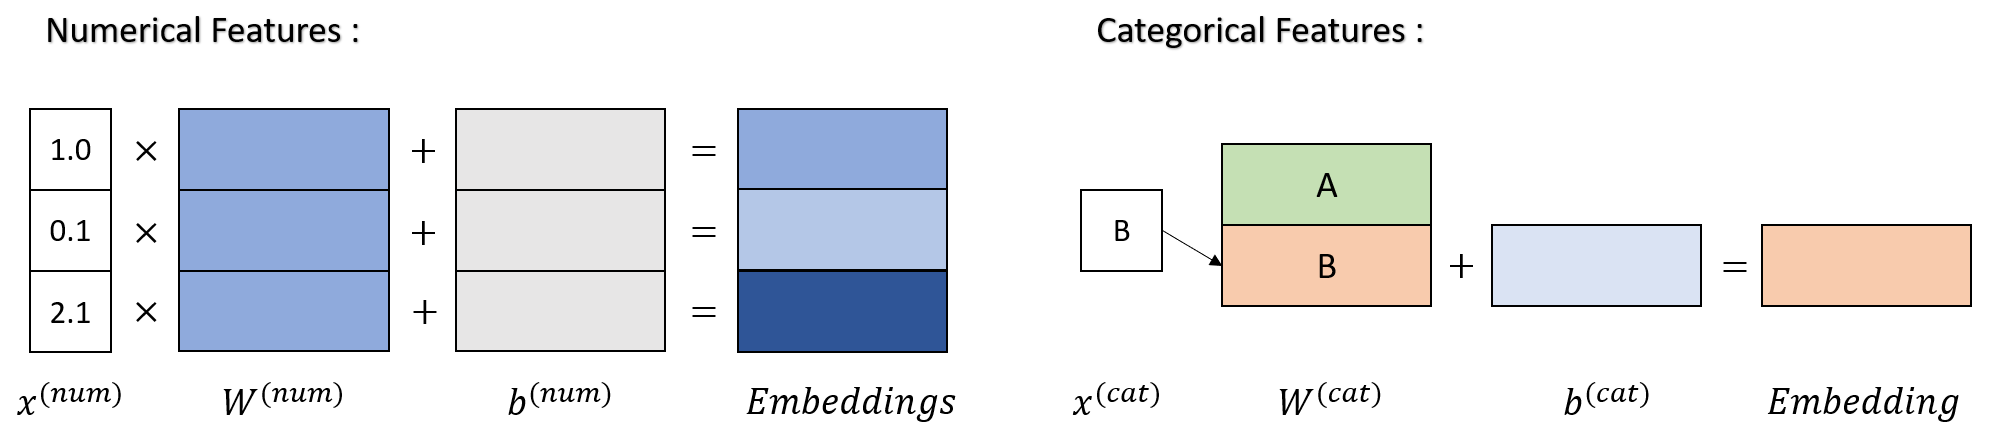 Numerical Features :
1.0 × + =
0.1 × + =
2.1 × + =
x^(num) W^(num) b^(num) Embeddings
Categorical Features :
A
B
B + =
x^(cat) W^(cat) b^(cat) Embedding